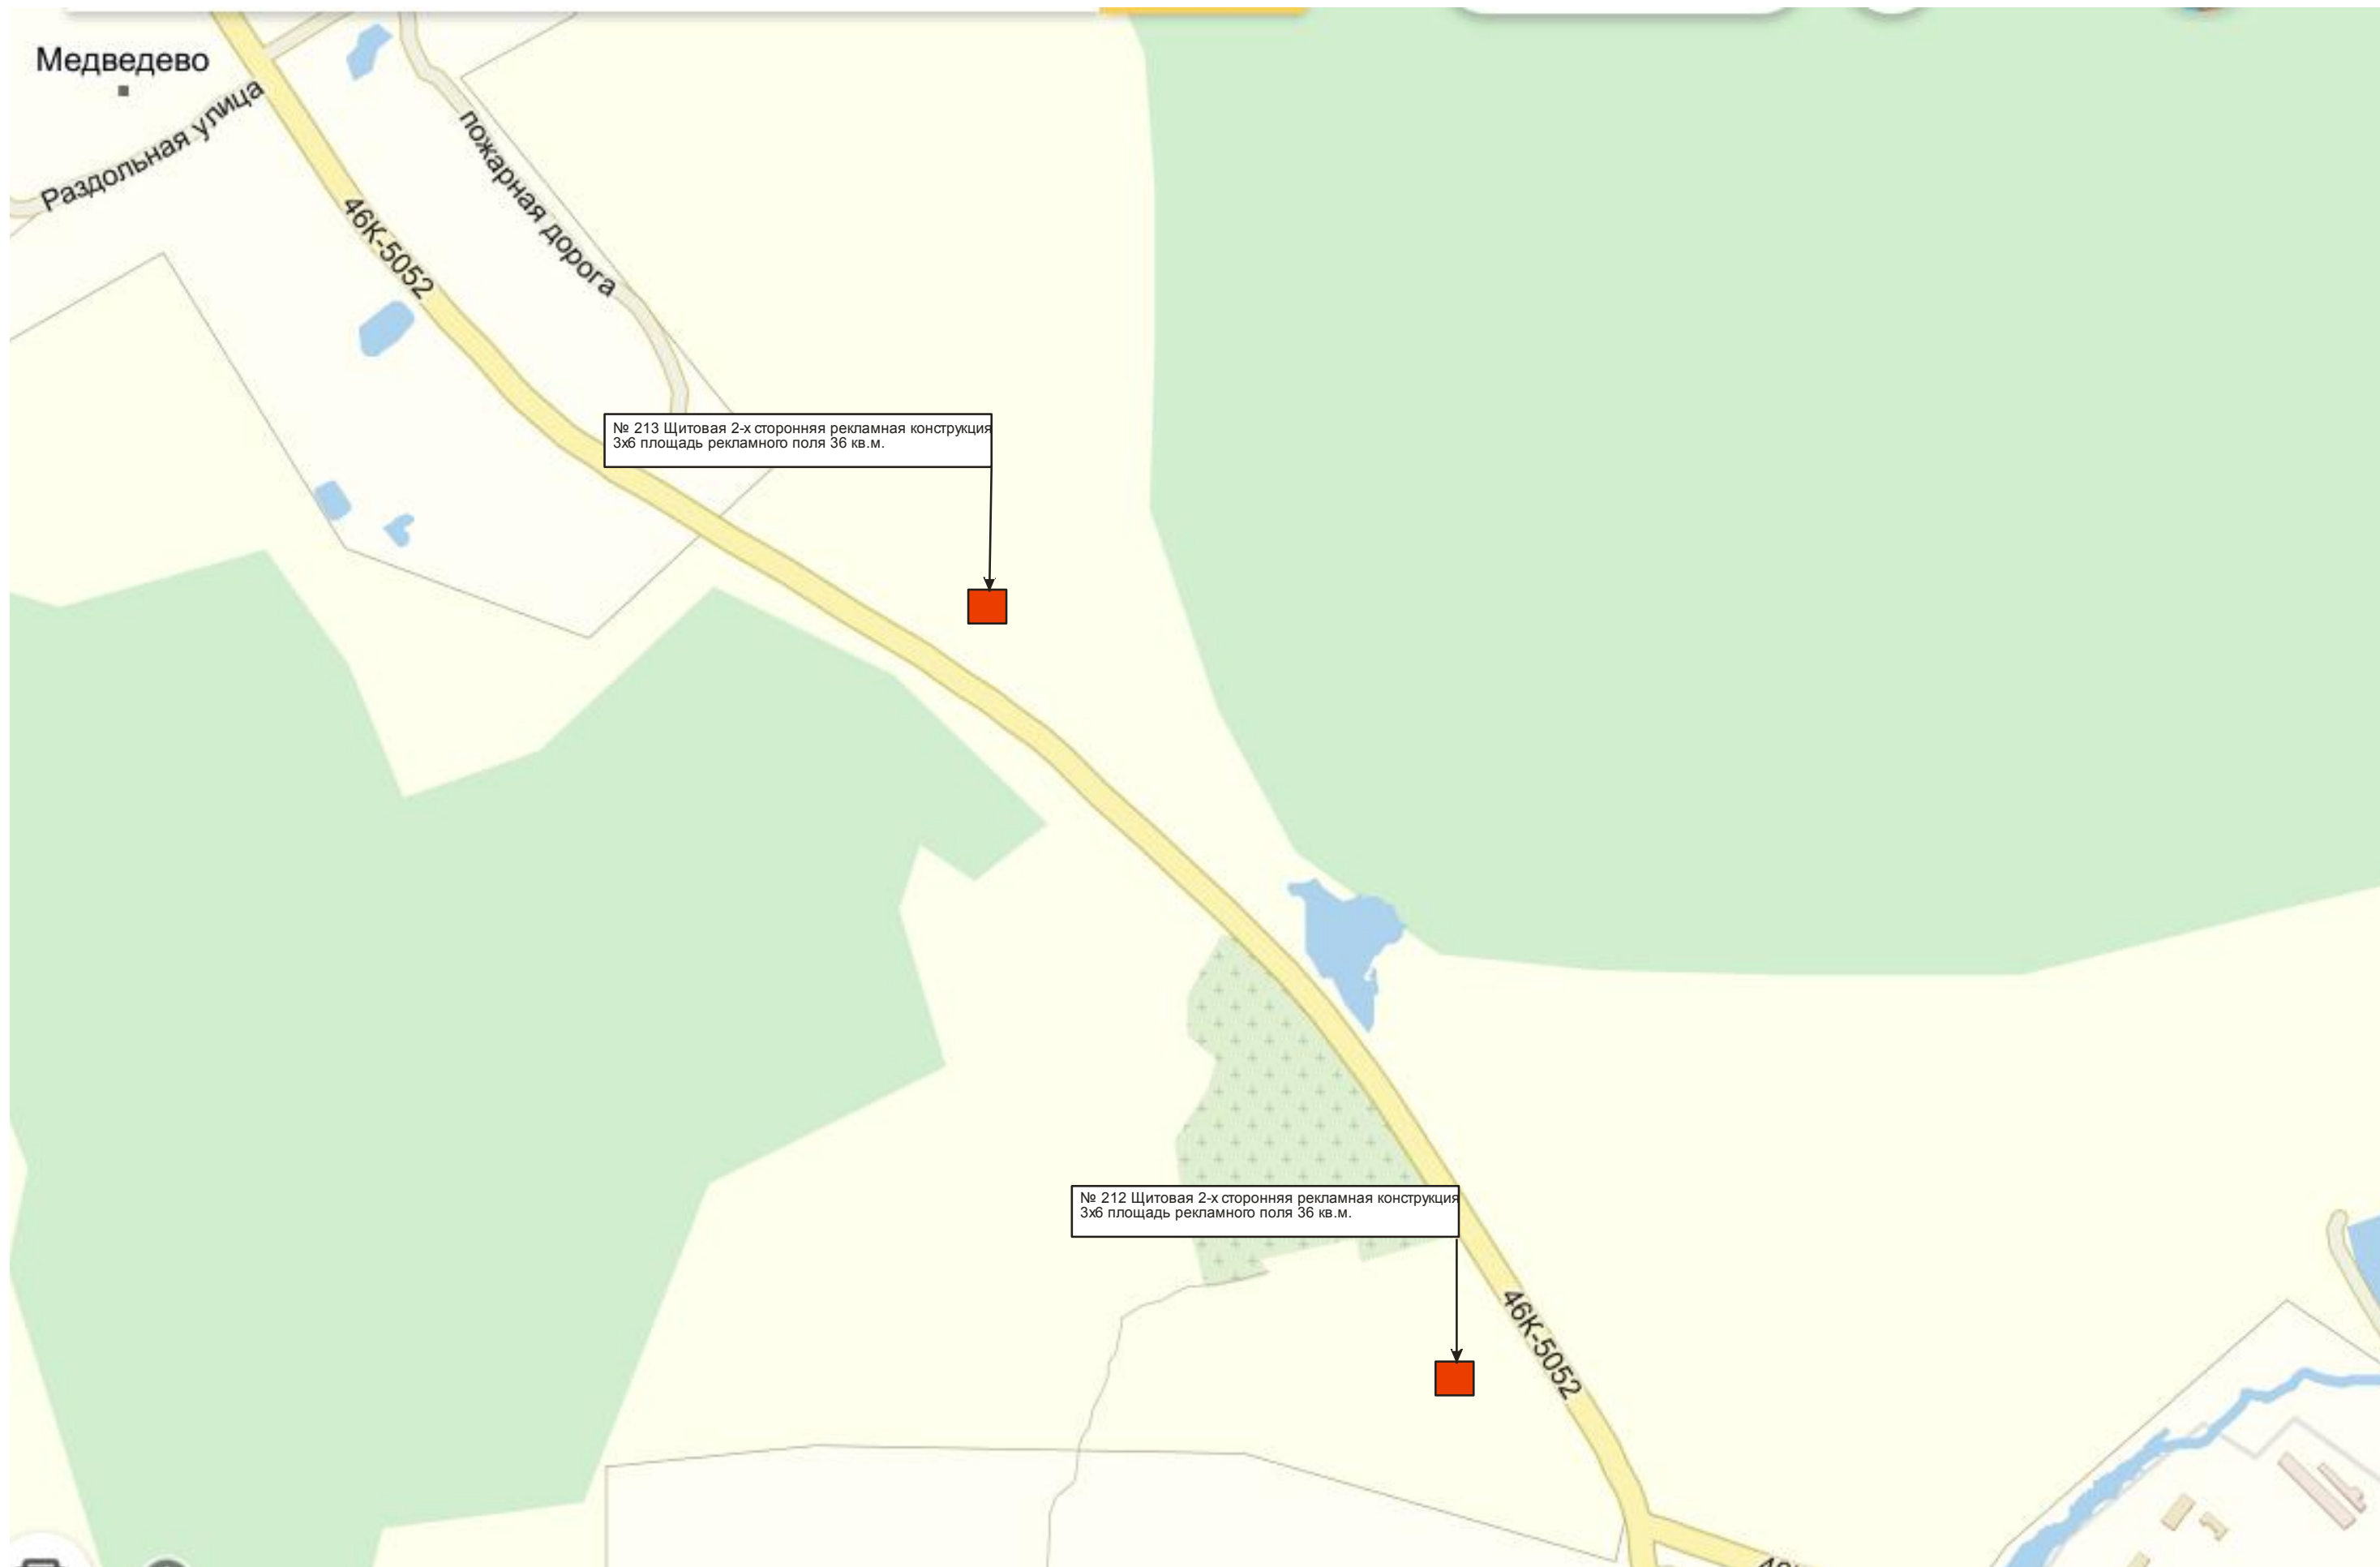 Медведево
Раздольная улица
пожарная дорога
46К-5052
№ 213 Щитовая 2-х сторонняя рекламная конструкция
3х6 площадь рекламного поля 36 кв.м.
№ 212 Щитовая 2-х сторонняя рекламная конструкция
3х6 площадь рекламного поля 36 кв.м.
46К-5052